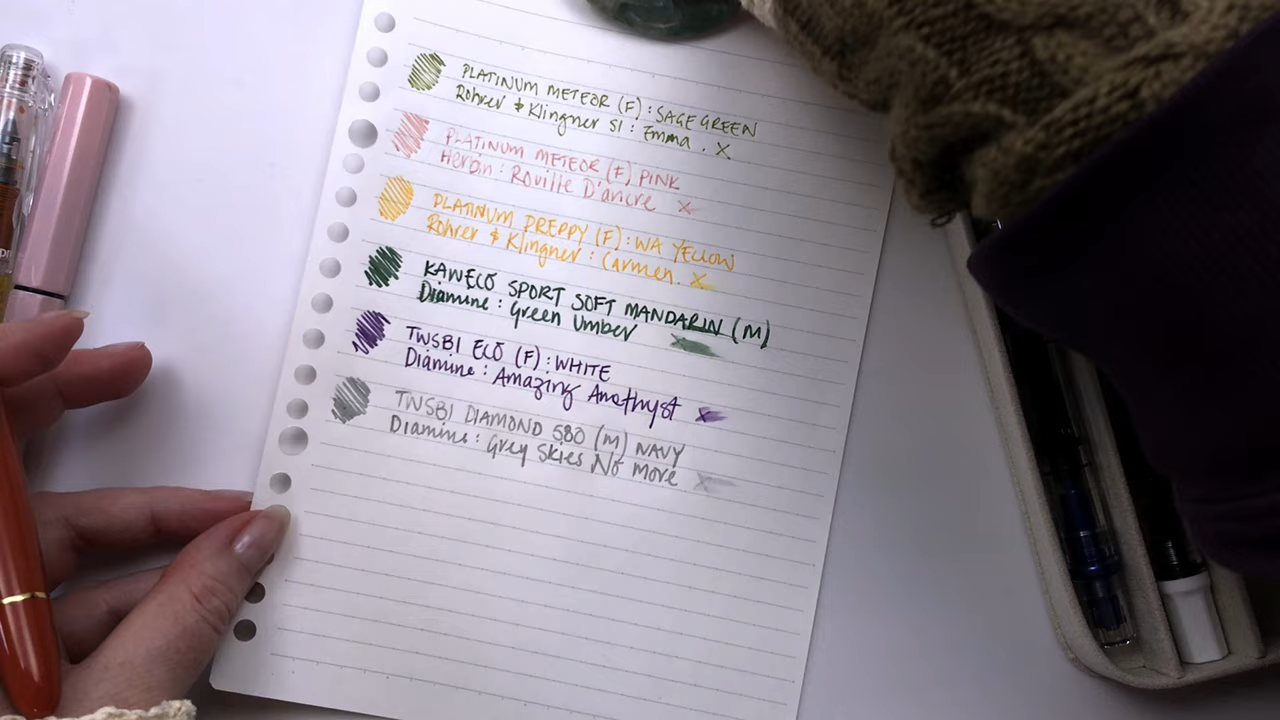 PLATINUM METEOR (F) : SAGE GREEN
Rohrer & Klingner SI : Emma . X
PLATINUM METEOR (F) PINK
Herbin : Rouille D'ancre X
PLATINUM PREPPY (F) : WA YELLOW
Rohrer & Klingner : Carmen. X
KAWECO SPORT SOFT MANDARIN (M)
Diamine : Green Umber
TWSBI ECO (F) : WHITE
Diamine : Amazing Amethyst X
TWSBI DIAMOND 580 (M) NAVY
Diamine : Grey Skies No More X